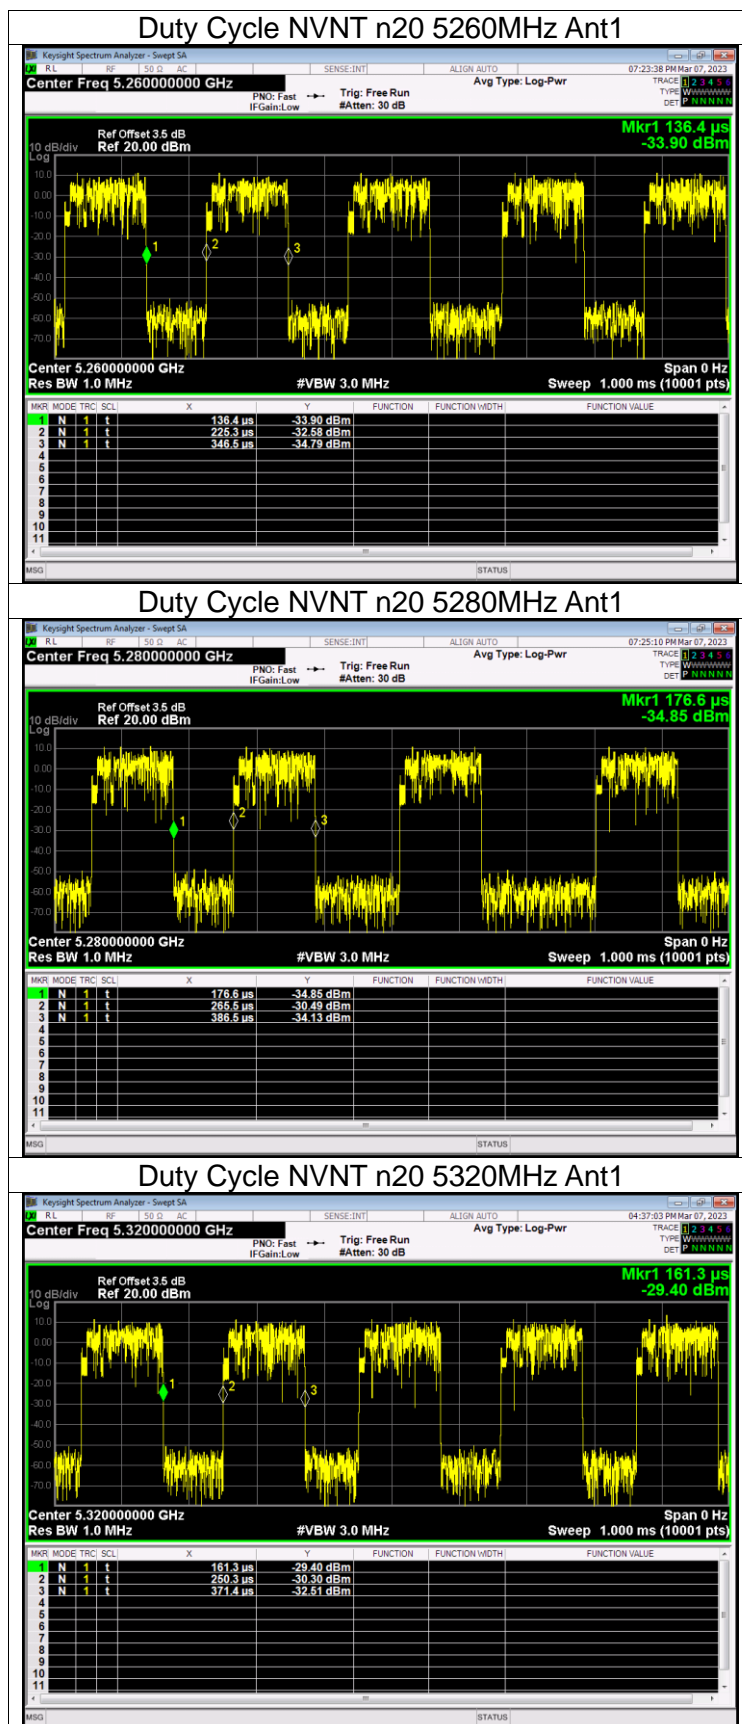 Duty Cycle NVNT n20 5260MHz Ant1
Keysight Spectrum Analyzer - Swept SA
RL RF 50 Ω AC SENSE:INT ALIGN AUTO 07:23:38 PM Mar 07, 2023
Center Freq 5.260000000 GHz Avg Type: Log-Pwr TRACE 1 2 3 4 5 6
PNO: Fast Trig: Free Run TYPE WWWWWW
IFGain:Low #Atten: 30 dB DET P NNNNN
Mkr1 136.4 µs
Ref Offset 3.5 dB
10 dB/div Ref 20.00 dBm -33.90 dBm
Log
10.0
0.00
-10.0
-20.0
-30.0
-40.0
-50.0
-60.0
-70.0
1 2 3
Center 5.260000000 GHz Span 0 Hz
Res BW 1.0 MHz #VBW 3.0 MHz Sweep 1.000 ms (10001 pts)
MKR MODE TRC SCL X Y FUNCTION FUNCTION WIDTH FUNCTION VALUE
1 N 1 t 136.4 µs -33.90 dBm
2 N 1 t 225.3 µs -32.58 dBm
3 N 1 t 346.5 µs -34.79 dBm
4
5
6
7
8
9
10
11
MSG STATUS
Duty Cycle NVNT n20 5280MHz Ant1
Keysight Spectrum Analyzer - Swept SA
RL RF 50 Ω AC SENSE:INT ALIGN AUTO 07:25:10 PM Mar 07, 2023
Center Freq 5.280000000 GHz Avg Type: Log-Pwr TRACE 1 2 3 4 5 6
PNO: Fast Trig: Free Run TYPE WWWWWW
IFGain:Low #Atten: 30 dB DET P NNNNN
Mkr1 176.6 µs
Ref Offset 3.5 dB
10 dB/div Ref 20.00 dBm -34.85 dBm
Log
10.0
0.00
-10.0
-20.0
-30.0
-40.0
-50.0
-60.0
-70.0
1 2 3
Center 5.280000000 GHz Span 0 Hz
Res BW 1.0 MHz #VBW 3.0 MHz Sweep 1.000 ms (10001 pts)
MKR MODE TRC SCL X Y FUNCTION FUNCTION WIDTH FUNCTION VALUE
1 N 1 t 176.6 µs -34.85 dBm
2 N 1 t 265.5 µs -30.49 dBm
3 N 1 t 386.5 µs -34.13 dBm
4
5
6
7
8
9
10
11
MSG STATUS
Duty Cycle NVNT n20 5320MHz Ant1
Keysight Spectrum Analyzer - Swept SA
RL RF 50 Ω AC SENSE:INT ALIGN AUTO 04:37:03 PM Mar 07, 2023
Center Freq 5.320000000 GHz Avg Type: Log-Pwr TRACE 1 2 3 4 5 6
PNO: Fast Trig: Free Run TYPE WWWWWW
IFGain:Low #Atten: 30 dB DET P NNNNN
Mkr1 161.3 µs
Ref Offset 3.5 dB
10 dB/div Ref 20.00 dBm -29.40 dBm
Log
10.0
0.00
-10.0
-20.0
-30.0
-40.0
-50.0
-60.0
-70.0
1 2 3
Center 5.320000000 GHz Span 0 Hz
Res BW 1.0 MHz #VBW 3.0 MHz Sweep 1.000 ms (10001 pts)
MKR MODE TRC SCL X Y FUNCTION FUNCTION WIDTH FUNCTION VALUE
1 N 1 t 161.3 µs -29.40 dBm
2 N 1 t 250.3 µs -30.30 dBm
3 N 1 t 371.4 µs -32.51 dBm
4
5
6
7
8
9
10
11
MSG STATUS